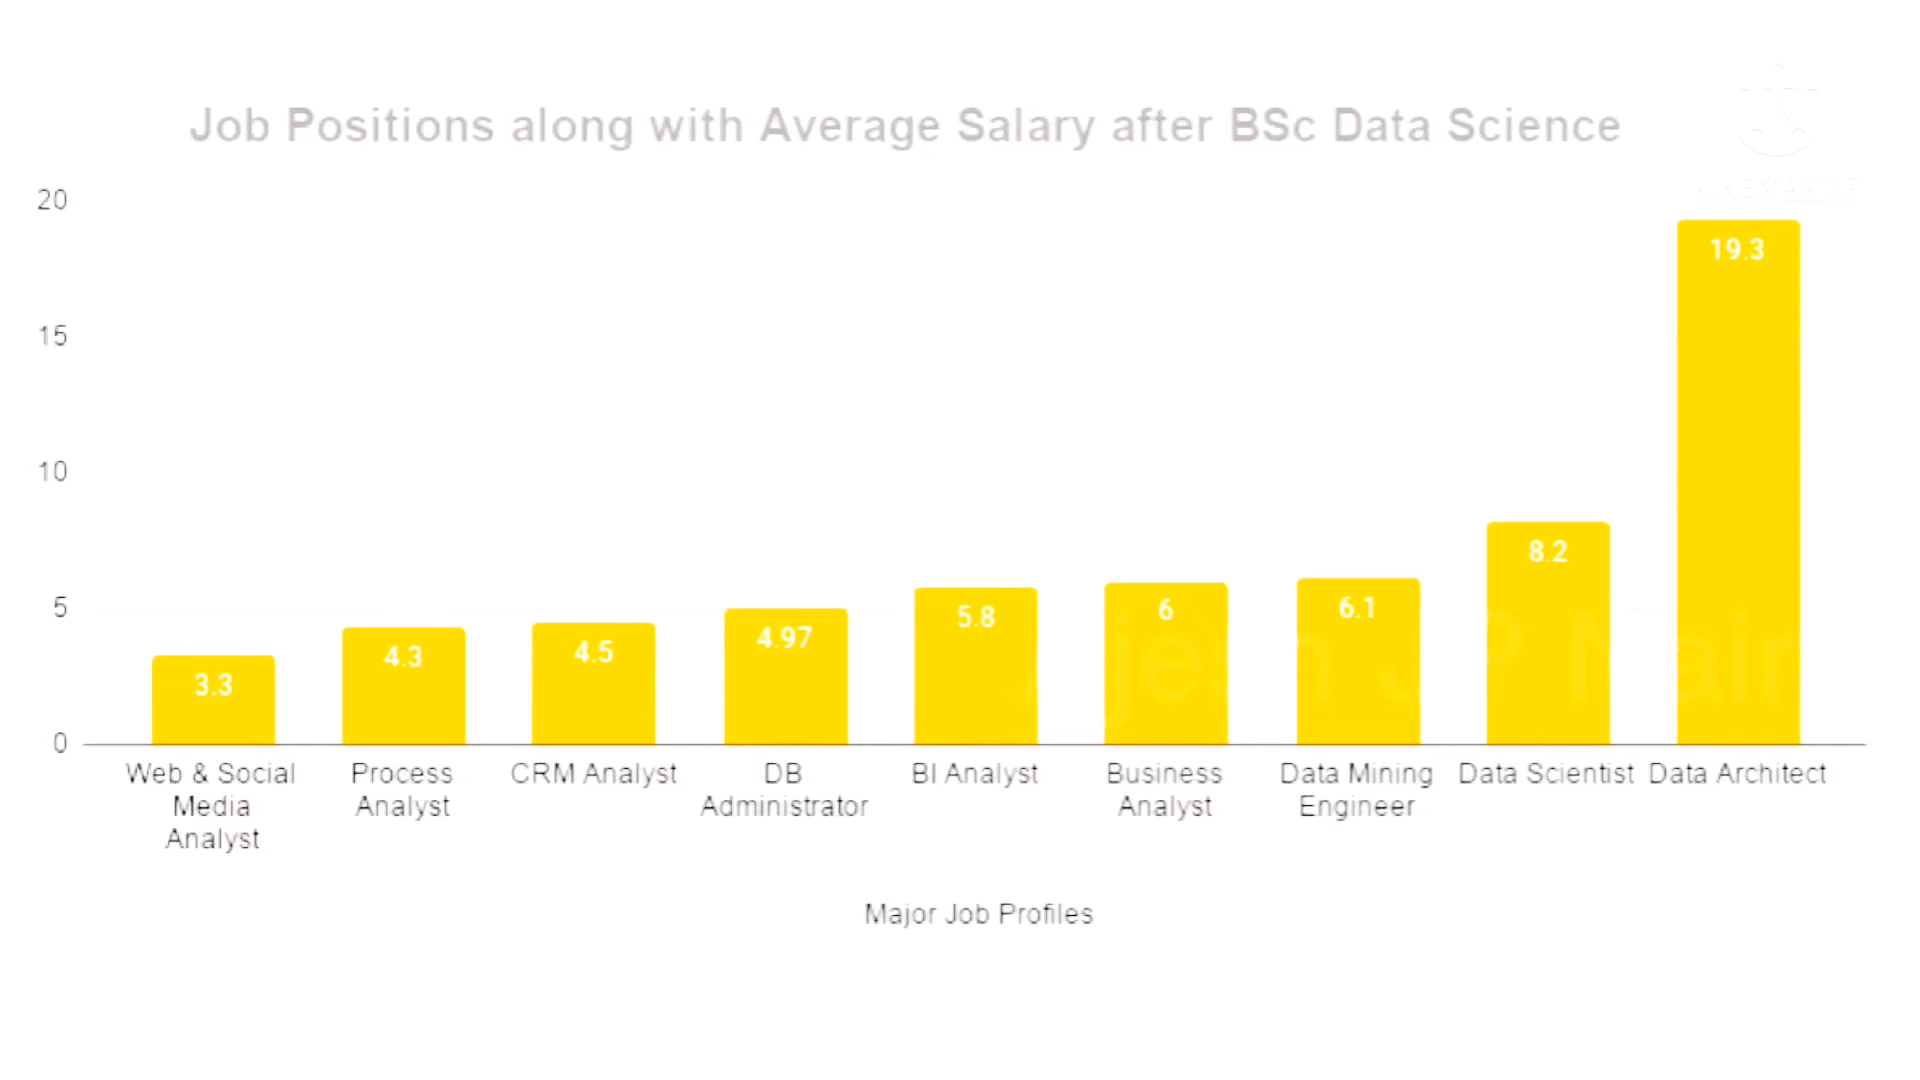 Job Positions along with Average Salary after BSc Data Science
20
15
10
5
0
3.3
4.3
4.5
4.97
5.8
6
6.1
8.2
19.3
Web & Social
Media
Analyst
Process
Analyst
CRM Analyst
DB
Administrator
BI Analyst
Business
Analyst
Data Mining
Engineer
Data Scientist
Data Architect
Major Job Profiles